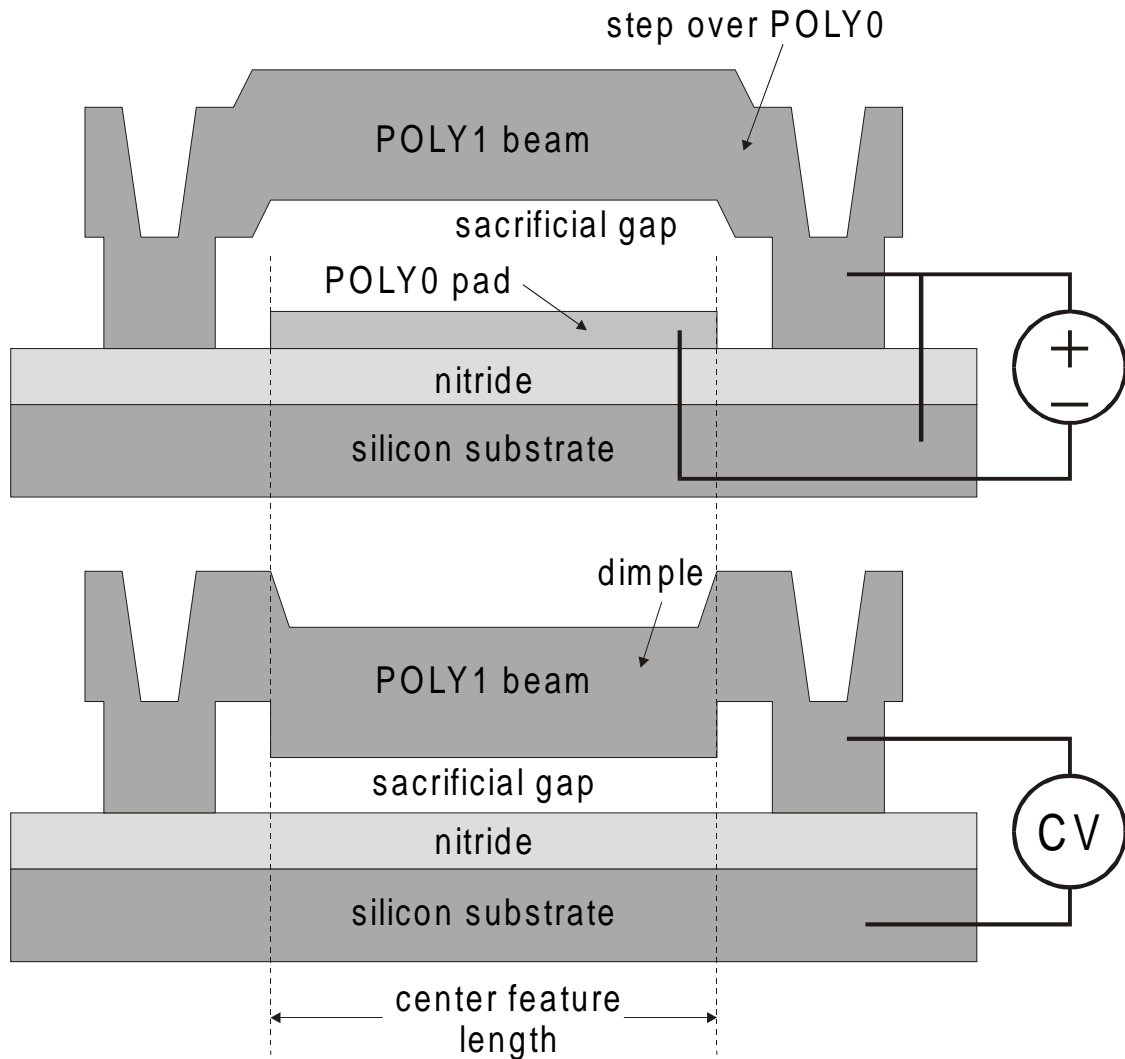 step over POLY0
POLY1 beam
sacrificial gap
POLY0 pad
+
nitride
−
silicon substrate
dimple
POLY1 beam
sacrificial gap
CV
nitride
silicon substrate
center feature
length